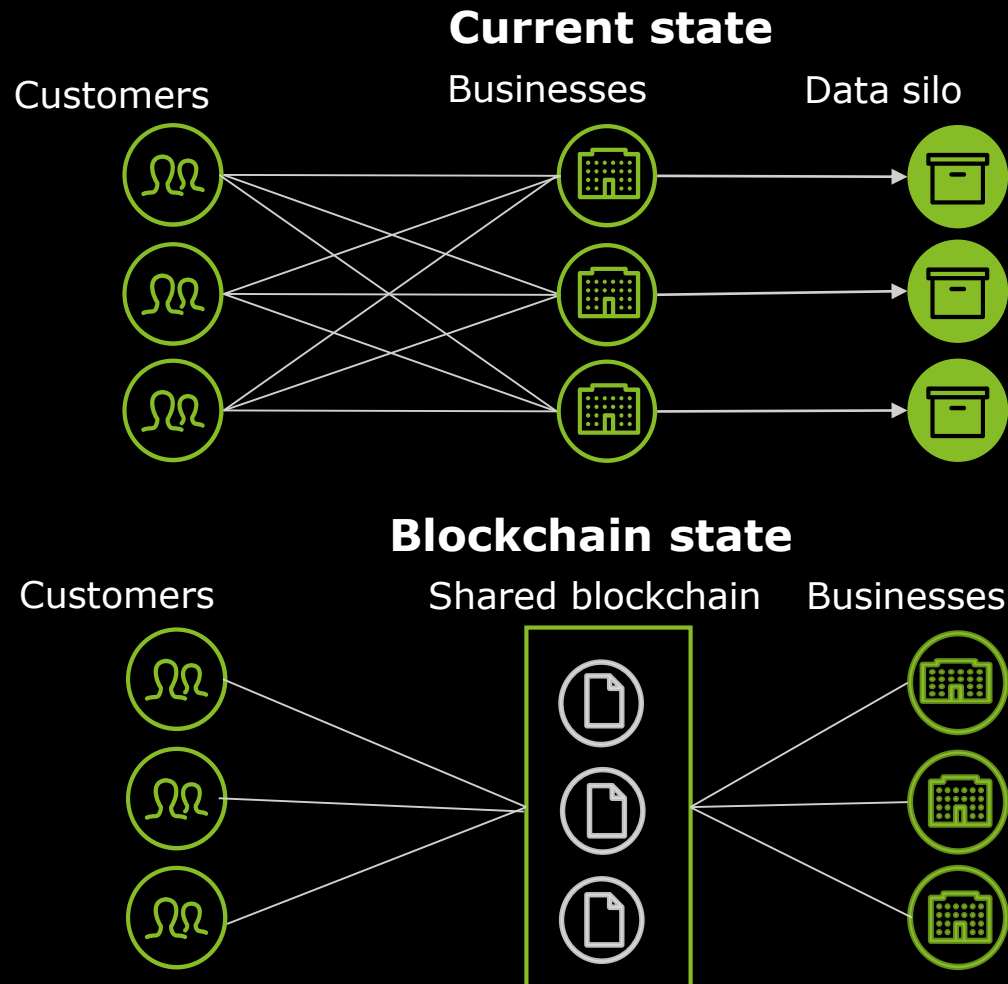 Current state
Customers
Businesses
Data silo
Blockchain state
Customers
Shared blockchain
Businesses